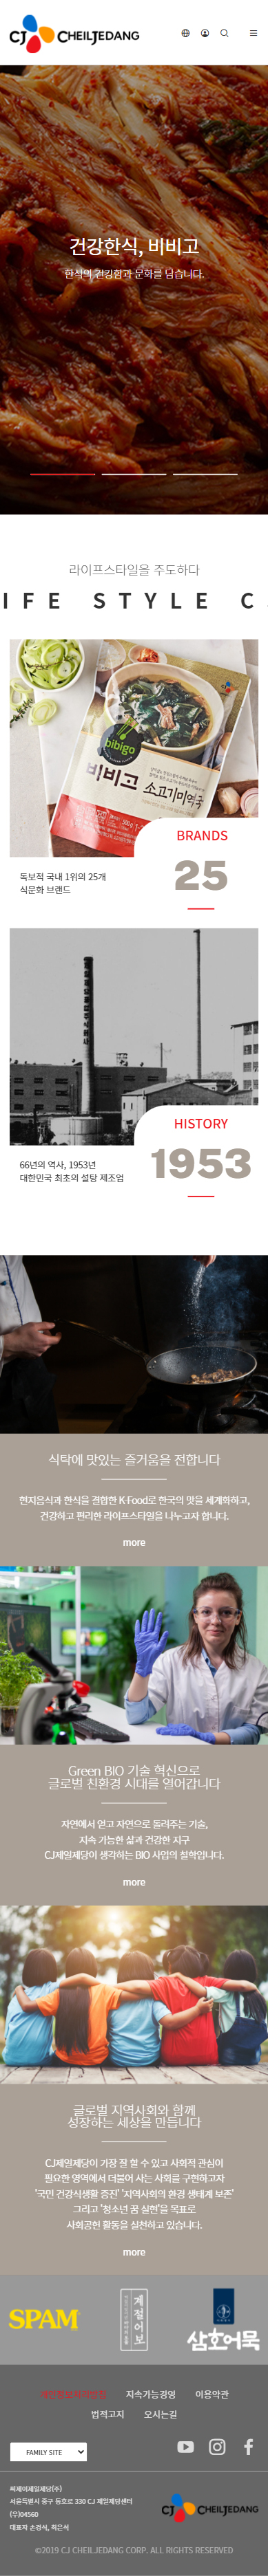 CJ CHEILJEDANG
건강한식, 비비고
한식의 건강함과 문화를 담습니다.
라이프스타일을 주도하다
IFE STYLE C
bibigo
비비고 소고기미역국
BRANDS
25
독보적 국내 1위의 25개
식문화 브랜드
HISTORY
1953
66년의 역사, 1953년
대한민국 최초의 설탕 제조업
식탁에 맛있는 즐거움을 전합니다
현지음식과 한식을 결합한 K-Food로 한국의 맛을 세계화하고,
건강하고 편리한 라이프스타일을 나누고자 합니다.
more
Green BIO 기술 혁신으로
글로벌 친환경 시대를 열어갑니다
자연에서 얻고 자연으로 돌려주는 기술,
지속 가능한 삶과 건강한 지구
CJ제일제당이 생각하는 BIO 사업의 철학입니다.
more
글로벌 지역사회와 함께
성장하는 세상을 만듭니다
CJ제일제당이 가장 잘 할 수 있고 사회적 관심이
필요한 영역에서 더불어 사는 사회를 구현하고자
'국민 건강식생활 증진' '지역사회의 환경 생태계 보존'
그리고 '청소년 꿈 실현'을 목표로
사회공헌 활동을 실천하고 있습니다.
more
SPAM
계절어보
삼호어묵
개인정보처리방침 지속가능경영 이용약관
법적고지 오시는길
FAMILY SITE
씨제이제일제당(주)
서울특별시 중구 동호로 330 CJ 제일제당센터
(우)04560
대표자 손경식, 최은석
CJ CHEILJEDANG
©2019 CJ CHEILJEDANG CORP. ALL RIGHTS RESERVED